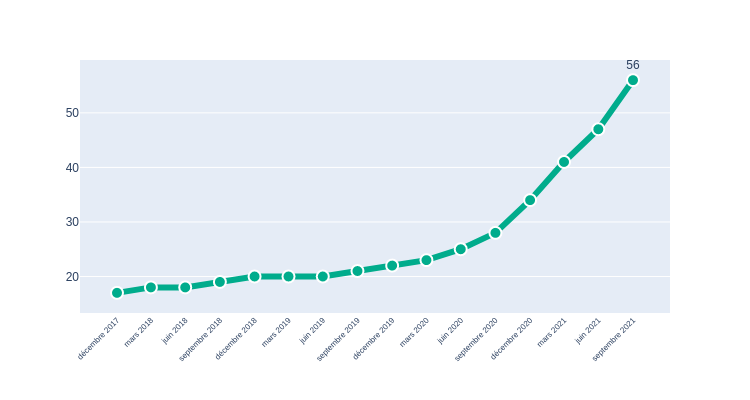 56
50
40
30
20
décembre 2017
mars 2018
juin 2018
septembre 2018
décembre 2018
mars 2019
juin 2019
septembre 2019
décembre 2019
mars 2020
juin 2020
septembre 2020
décembre 2020
mars 2021
juin 2021
septembre 2021